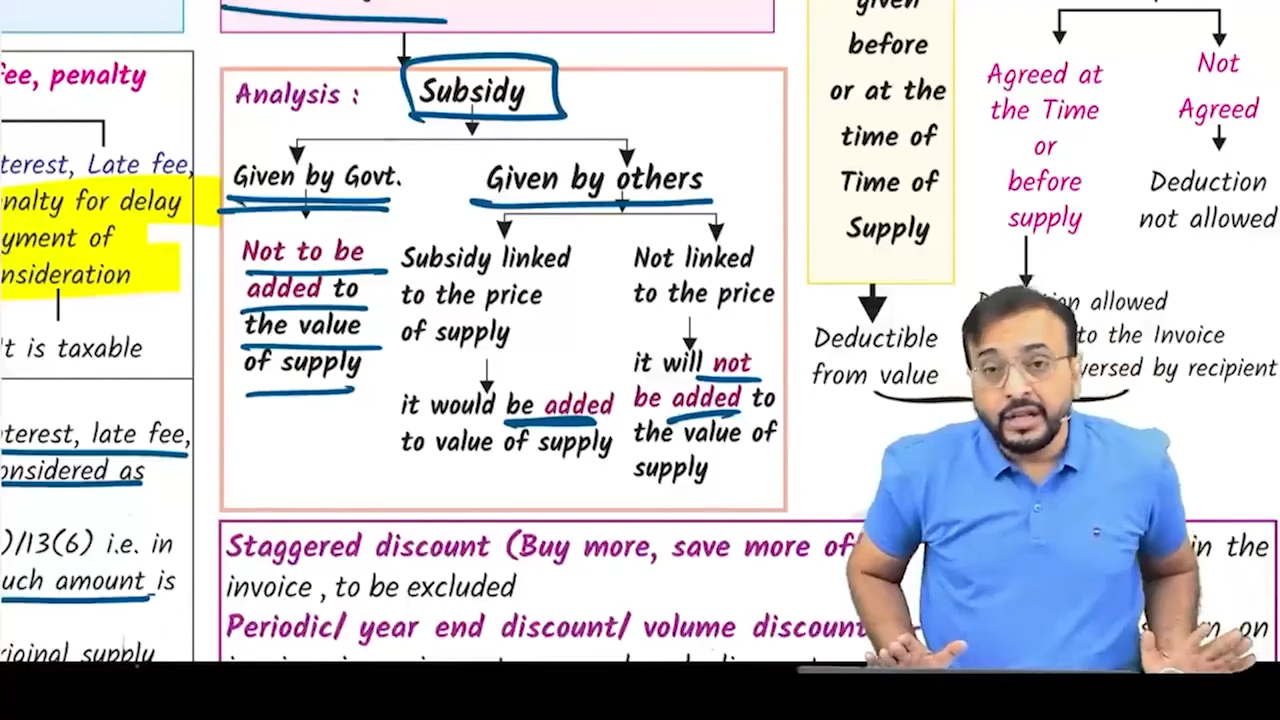 fee, penalty
terest, Late fee,
nalty for delay
yment of
nsideration
't is taxable
terest, late fee,
onsidered as
)/13(6) i.e. in
uch amount is
Analysis :
Subsidy
Given by Govt.
Not to be
added to
the value
of supply
Given by others
Subsidy linked
to the price
of supply
it would be added
to value of supply
Not linked
to the price
it will not
be added to
the value of
supply
given
before
or at the
time of
Time of
Supply
Deductible
from value
Agreed at
the Time
or
before
supply
allowed
to the Invoice
versed by recipient
Not
Agreed
Deduction
not allowed
Staggered discount (Buy more, save more of
in the
invoice , to be excluded
Periodic/ year end discount/ volume discount
on
riginal supply